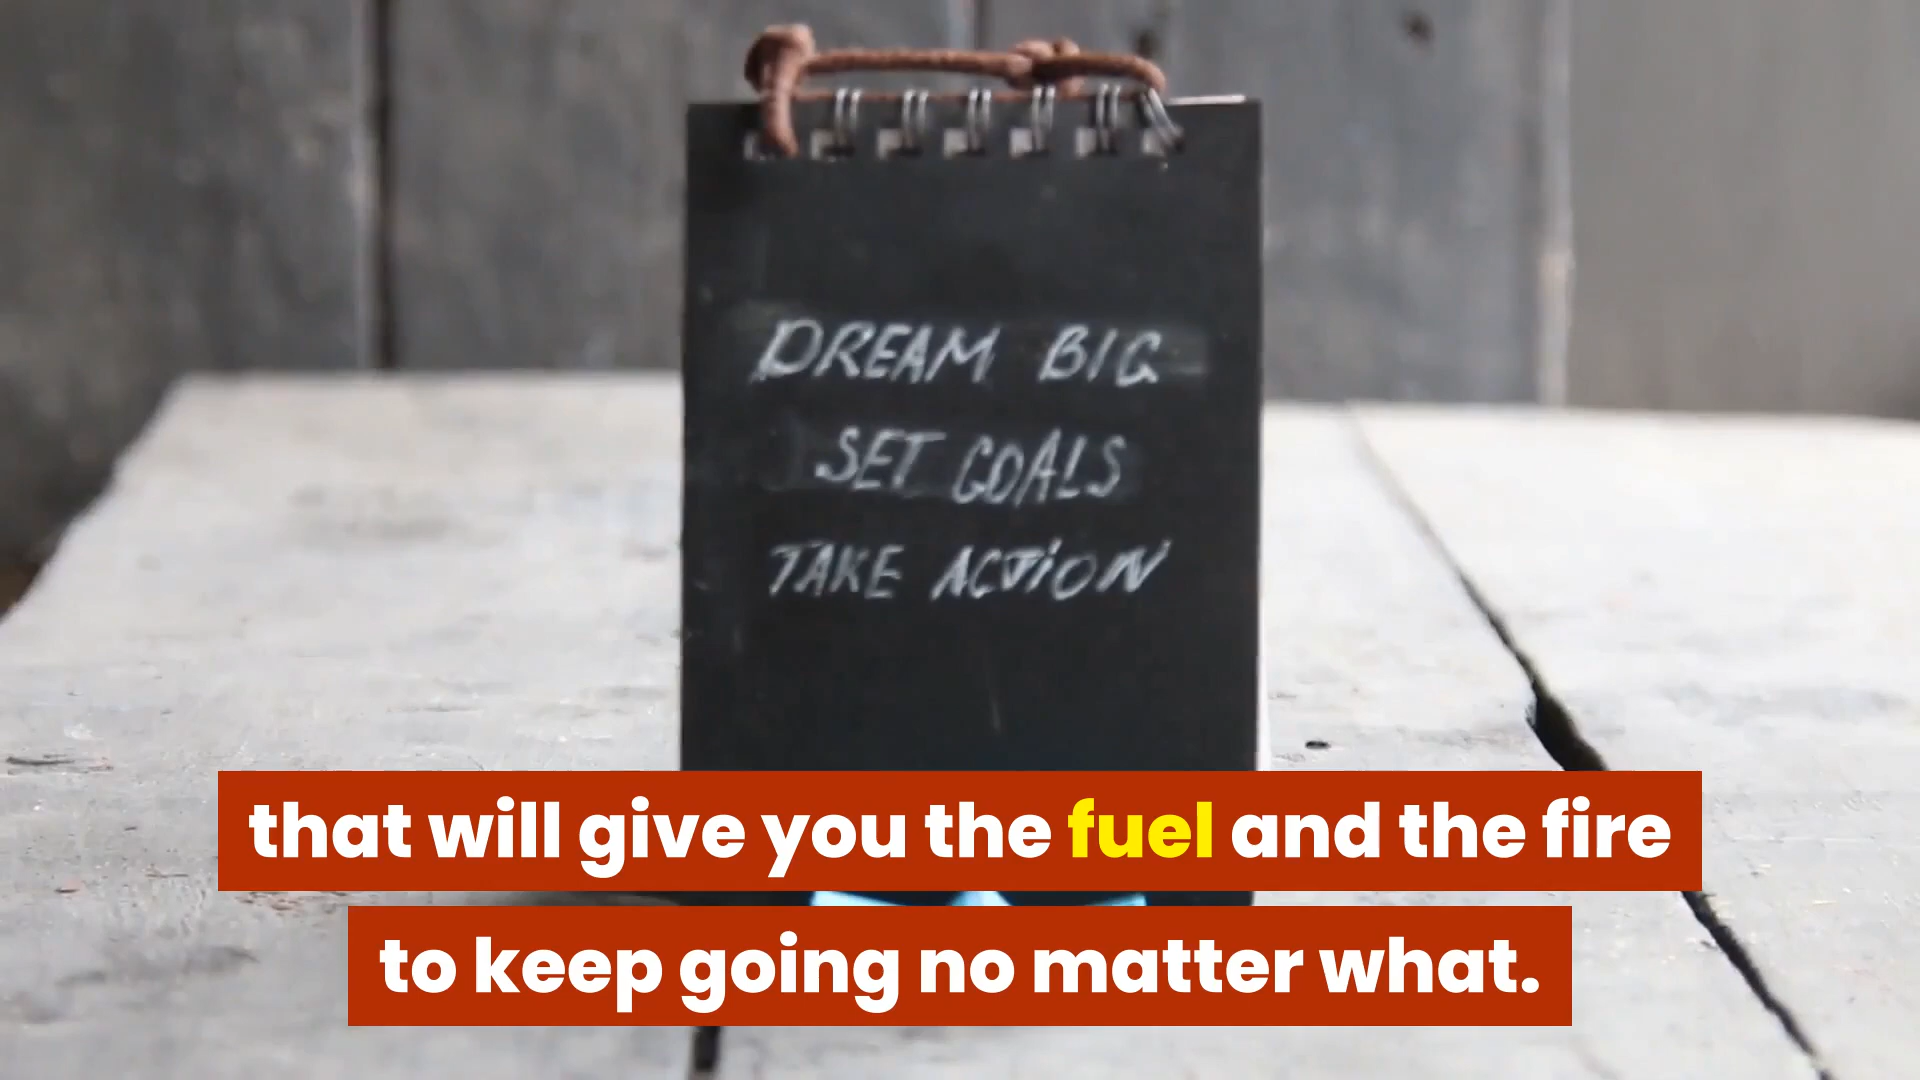 DREAM BIG
SET GOALS
TAKE ACTION
that will give you the fuel and the fire
to keep going no matter what.